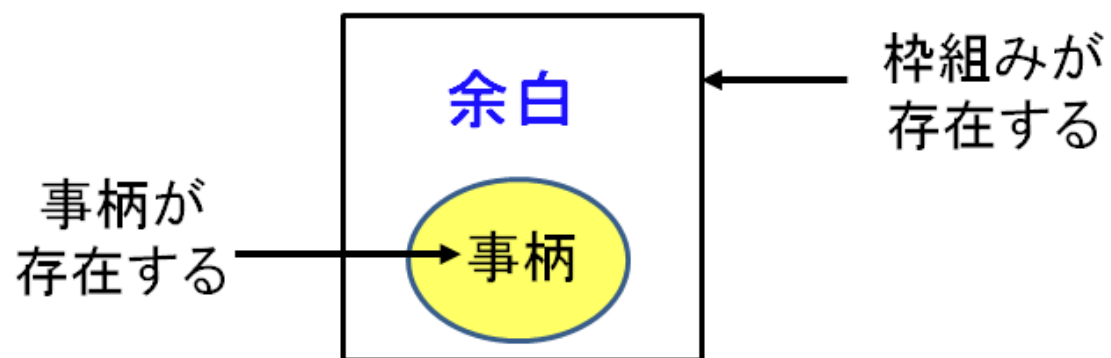 余白
枠組みが
存在する
事柄が
存在する
事柄